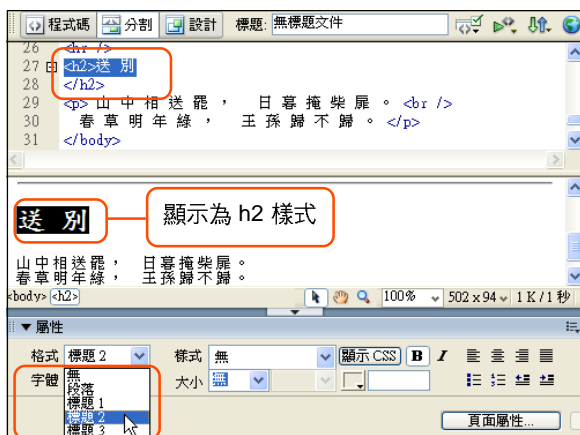 程式碼 分割 設計 標題: 無標題文件
26 <hr />
27 <h2>送 別
28 </h2>
29 <p> 山 中 相 送 罷 ， 日 暮 掩 柴 扉 。 <br />
30 春 草 明 年 綠 ， 王 孫 歸 不 歸 。 </p>
31 </body>
送 別
顯示為 h2 樣式
山中相送罷， 日暮掩柴扉。
春草明年綠， 王孫歸不歸。
<body> <h2> 100% 502 x 94 1 K / 1 秒
▼ 屬性
格式 標題 2 樣式 無 顯示 CSS B I
字體 大小 無
無
段落
標題 1
標題 2
標題 3
頁面屬性...